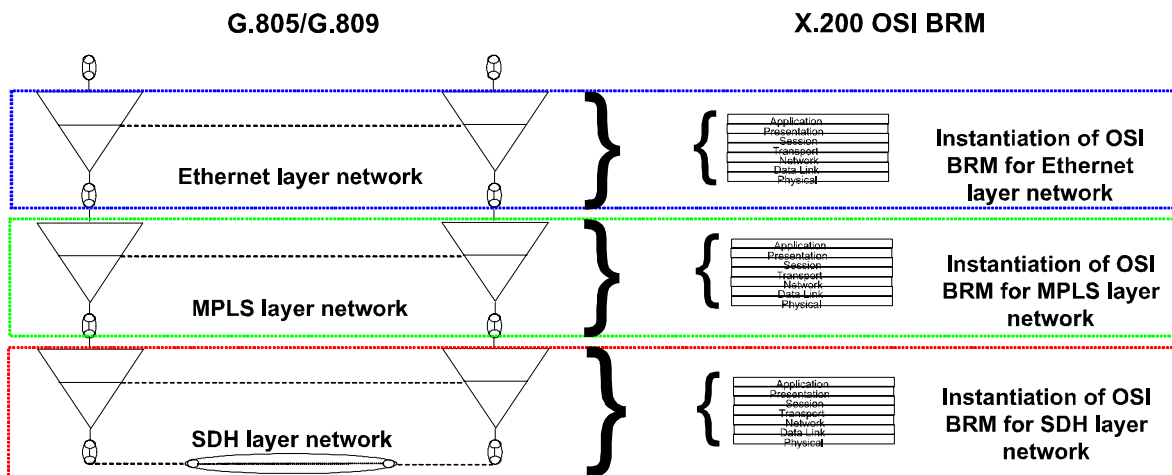 G.805/G.809
X.200 OSI BRM
Ethernet layer network
Application
Presentation
Session
Transport
Network
Data Link
Physical
Instantiation of OSI
BRM for Ethernet
layer network
MPLS layer network
Application
Presentation
Session
Transport
Network
Data Link
Physical
Instantiation of OSI
BRM for MPLS layer
network
SDH layer network
Application
Presentation
Session
Transport
Network
Data Link
Physical
Instantiation of OSI
BRM for SDH layer
network